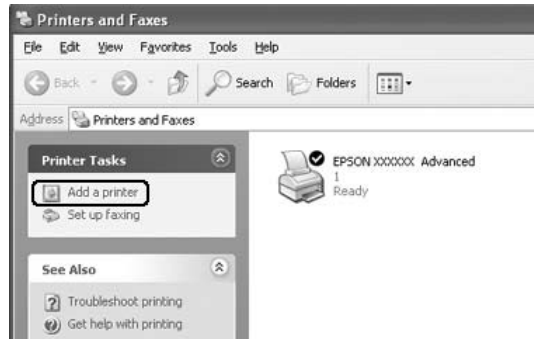 Printers and Faxes
File Edit View Favorites Tools Help
Back Search Folders
Address Printers and Faxes
Printer Tasks
Add a printer
Set up faxing
See Also
Troubleshoot printing
Get help with printing
EPSON XXXXXX Advanced
1
Ready